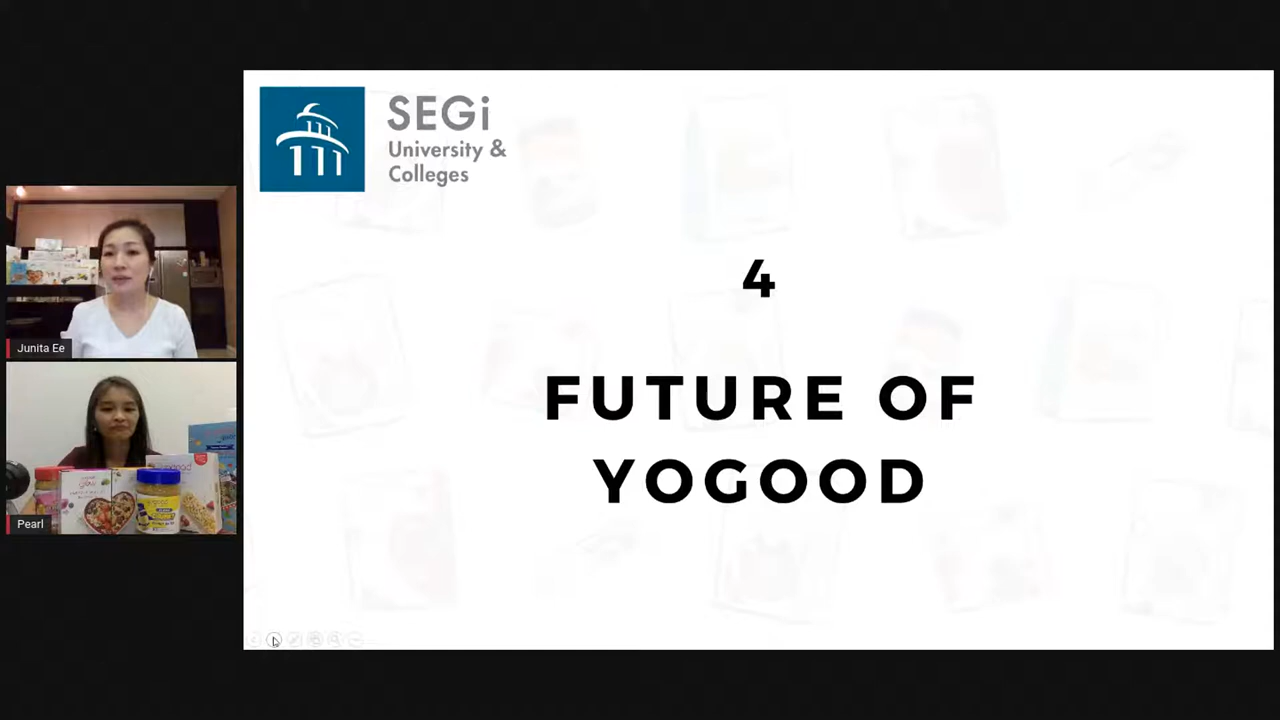 SEGi
University &
Colleges
4
FUTURE OF
YOGOOD
Junita Ee
Pearl